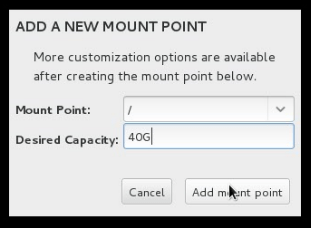 ADD A NEW MOUNT POINT
More customization options are available
after creating the mount point below.
Mount Point: /
Desired Capacity: 40G
Cancel Add mount point